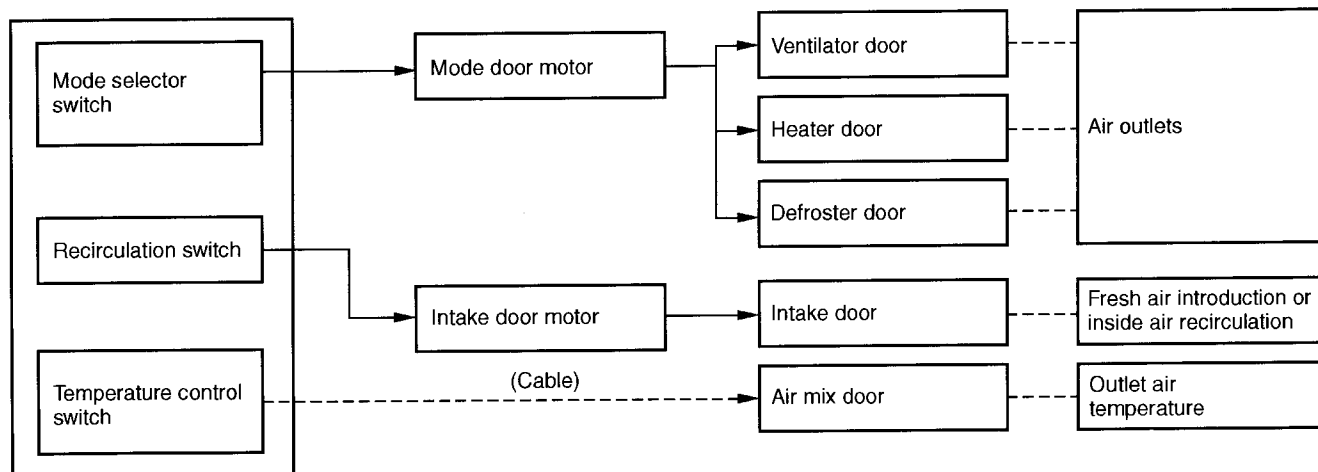 Mode selector
switch
Mode door motor
Ventilator door
Heater door
Defroster door
Air outlets
Recirculation switch
Intake door motor
Intake door
Fresh air introduction or
inside air recirculation
Temperature control
switch
(Cable)
Air mix door
Outlet air
temperature